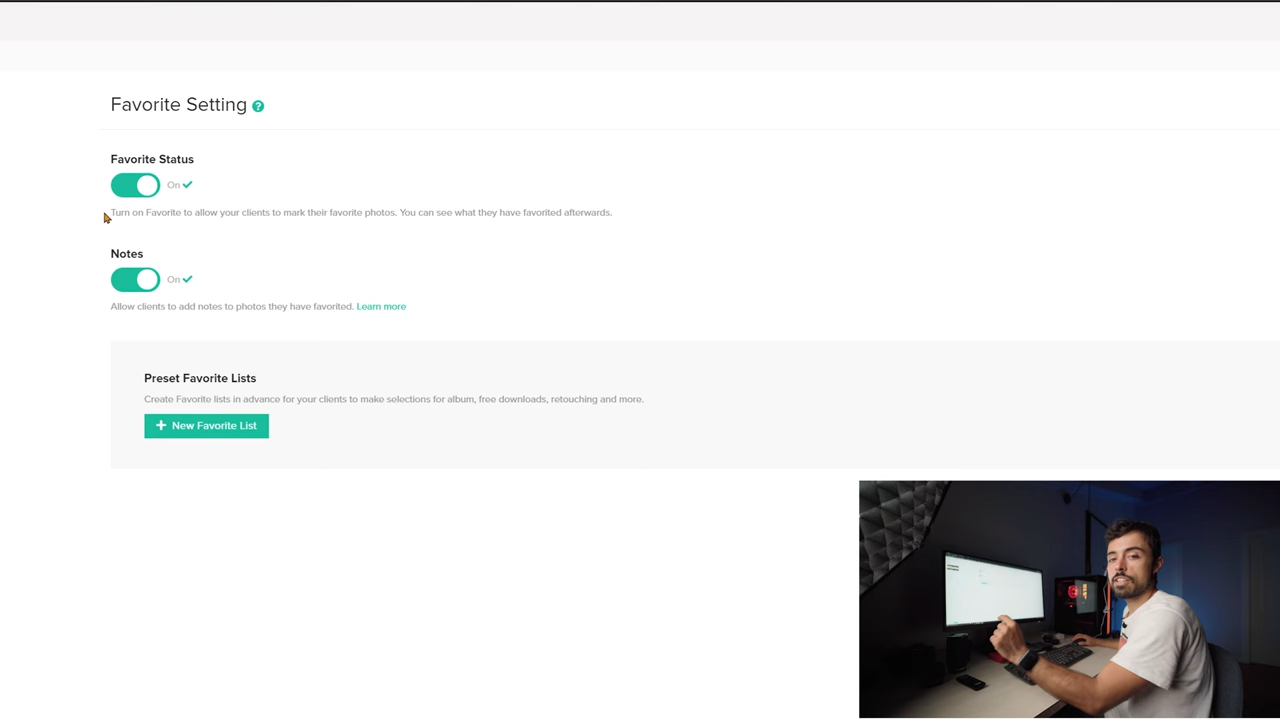 Favorite Setting ?
Favorite Status
On
Turn on Favorite to allow your clients to mark their favorite photos. You can see what they have favorited afterwards.
Notes
On
Allow clients to add notes to photos they have favorited. Learn more
Preset Favorite Lists
Create Favorite lists in advance for your clients to make selections for album, free downloads, retouching and more.
+ New Favorite List